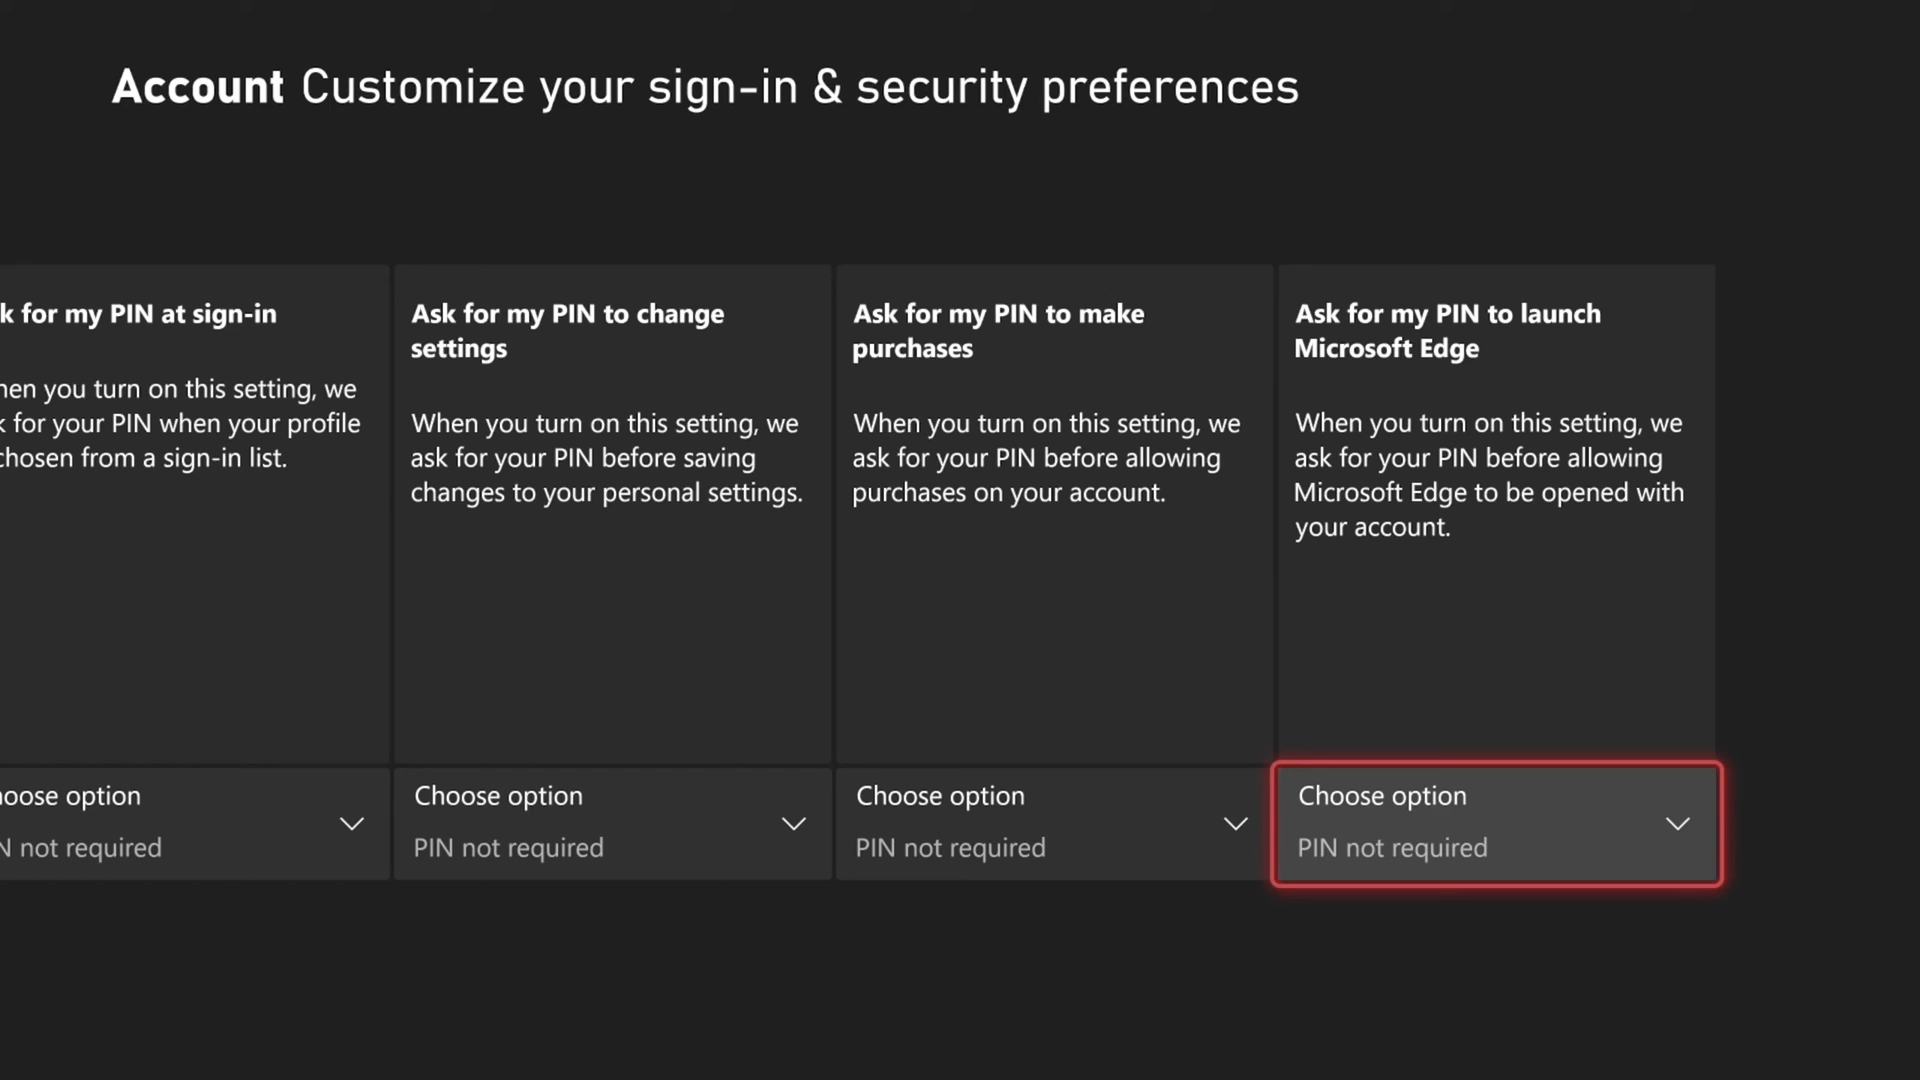 Account Customize your sign-in & security preferences
k for my PIN at sign-in
hen you turn on this setting, we
k for your PIN when your profile
chosen from a sign-in list.
hoose option
N not required
Ask for my PIN to change
settings
When you turn on this setting, we
ask for your PIN before saving
changes to your personal settings.
Choose option
PIN not required
Ask for my PIN to make
purchases
When you turn on this setting, we
ask for your PIN before allowing
purchases on your account.
Choose option
PIN not required
Ask for my PIN to launch
Microsoft Edge
When you turn on this setting, we
ask for your PIN before allowing
Microsoft Edge to be opened with
your account.
Choose option
PIN not required